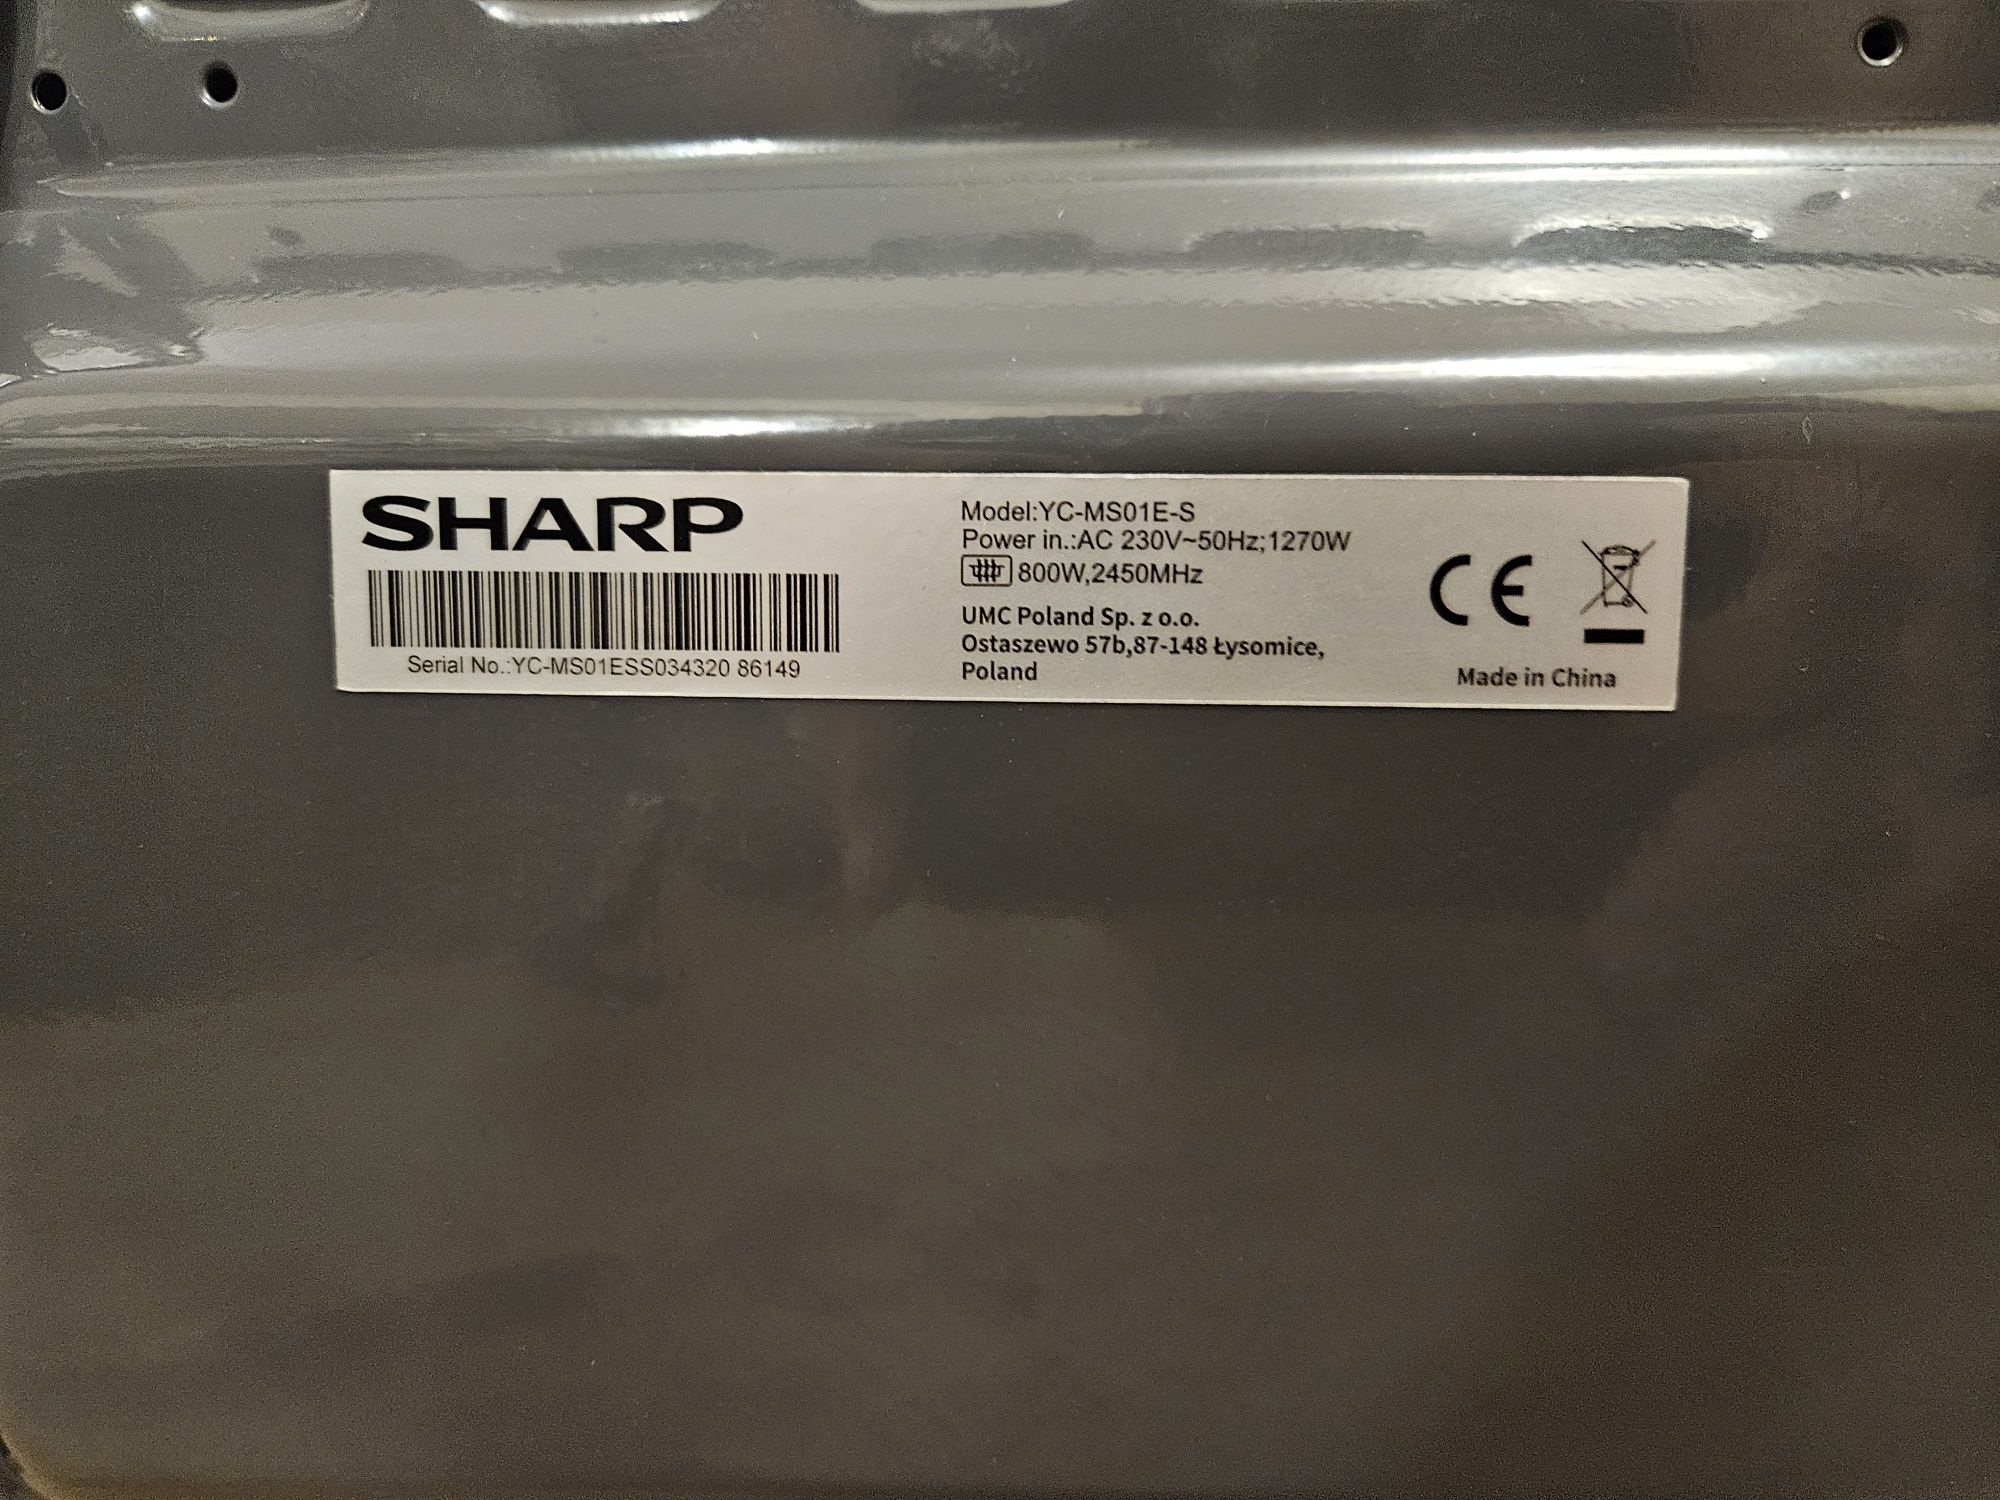 SHARP
Serial No.:YC-MS01ESS034320 86149
Model:YC-MS01E-S
Power in.:AC 230V~50Hz;1270W
800W,2450MHz
UMC Poland Sp. z o.o.
Ostaszewo 57b,87-148 Łysomice,
Poland
CE
Made in China